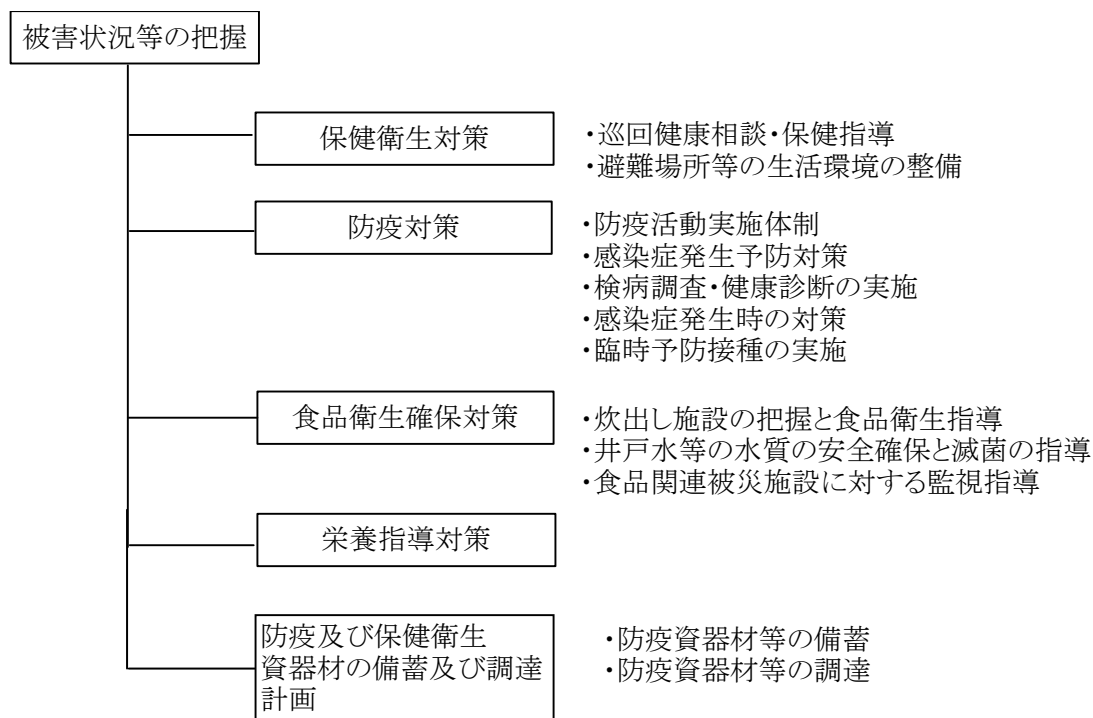 被害状況等の把握
保健衛生対策
・巡回健康相談・保健指導
・避難場所等の生活環境の整備
防疫対策
・防疫活動実施体制
・感染症発生予防対策
・検病調査・健康診断の実施
・感染症発生時の対策
・臨時予防接種の実施
食品衛生確保対策
・炊出し施設の把握と食品衛生指導
・井戸水等の水質の安全確保と滅菌の指導
・食品関連被災施設に対する監視指導
栄養指導対策
防疫及び保健衛生
資器材の備蓄及び調達
計画
・防疫資器材等の備蓄
・防疫資器材等の調達